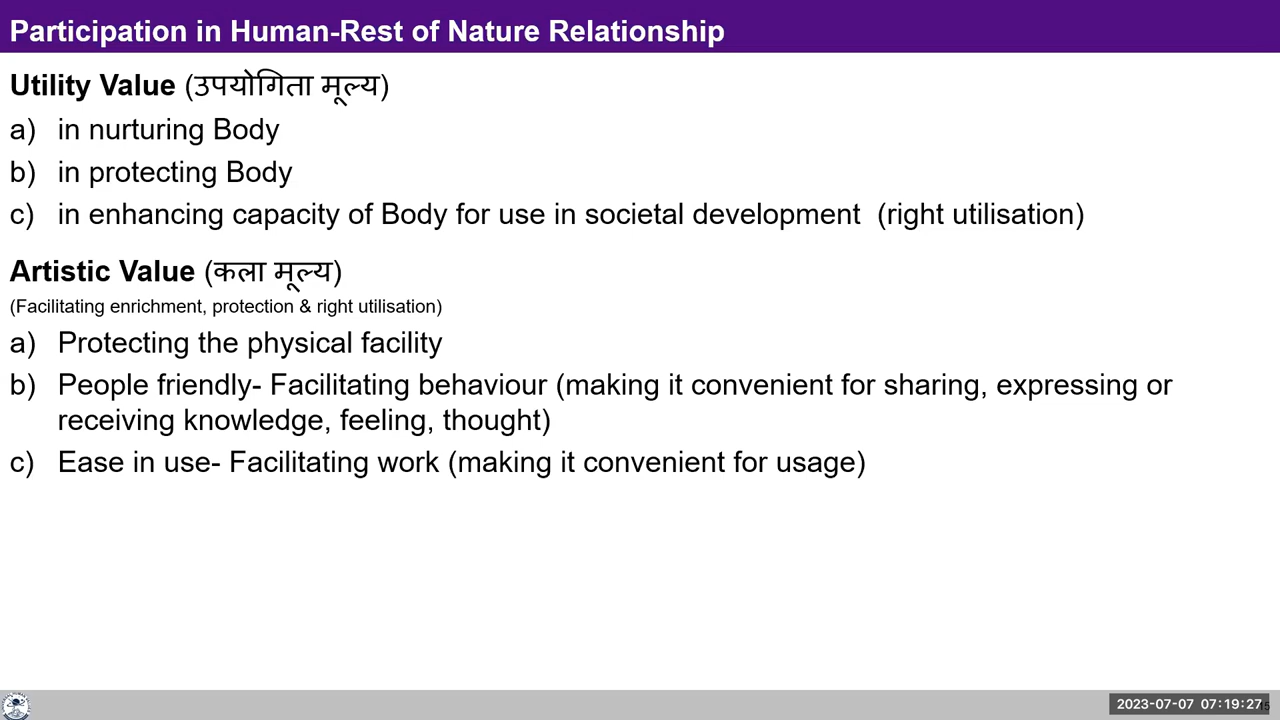 Participation in Human-Rest of Nature Relationship
Utility Value (उपयोगिता मूल्य)
a) in nurturing Body
b) in protecting Body
c) in enhancing capacity of Body for use in societal development (right utilisation)
Artistic Value (कला मूल्य)
(Facilitating enrichment, protection & right utilisation)
a) Protecting the physical facility
b) People friendly- Facilitating behaviour (making it convenient for sharing, expressing or
receiving knowledge, feeling, thought)
c) Ease in use- Facilitating work (making it convenient for usage)
2023-07-07 07:19:27
15